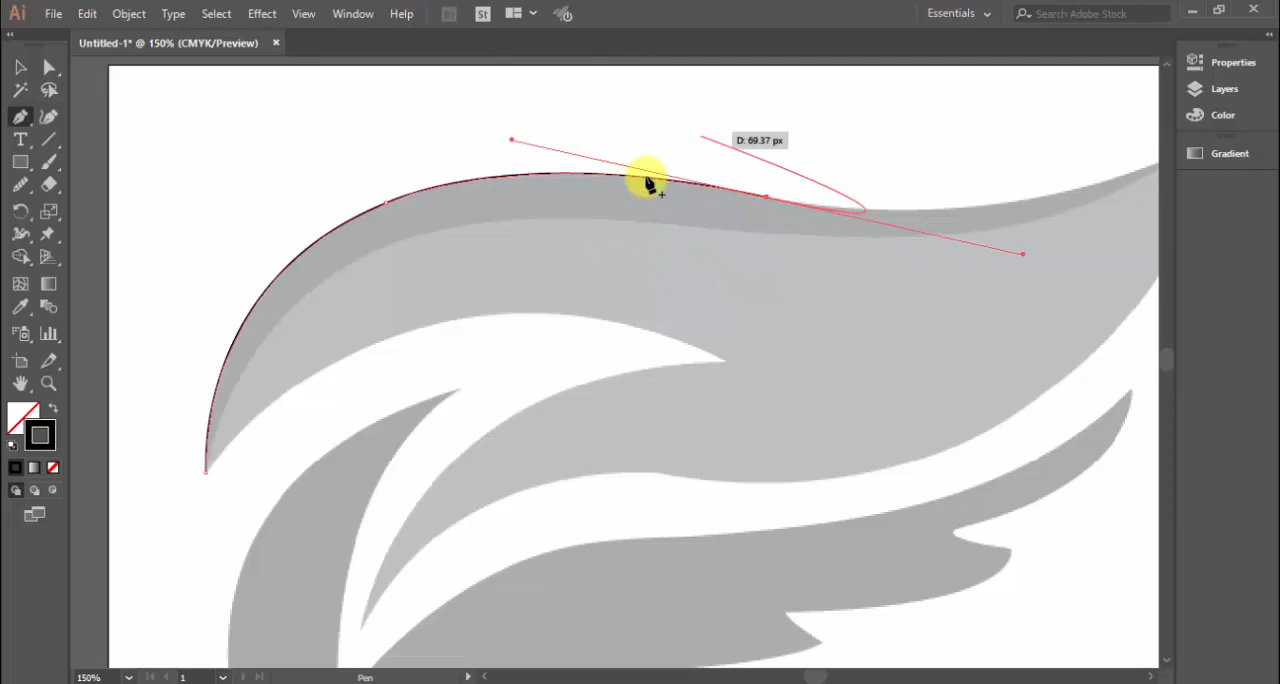 Ai File Edit Object Type Select Effect View Window Help Br St Essentials Search Adobe Stock
Untitled-1* @ 150% (CMYK/Preview) ×
Properties
Layers
Color
Gradient
D: 69.37 px
150% 1 Pen